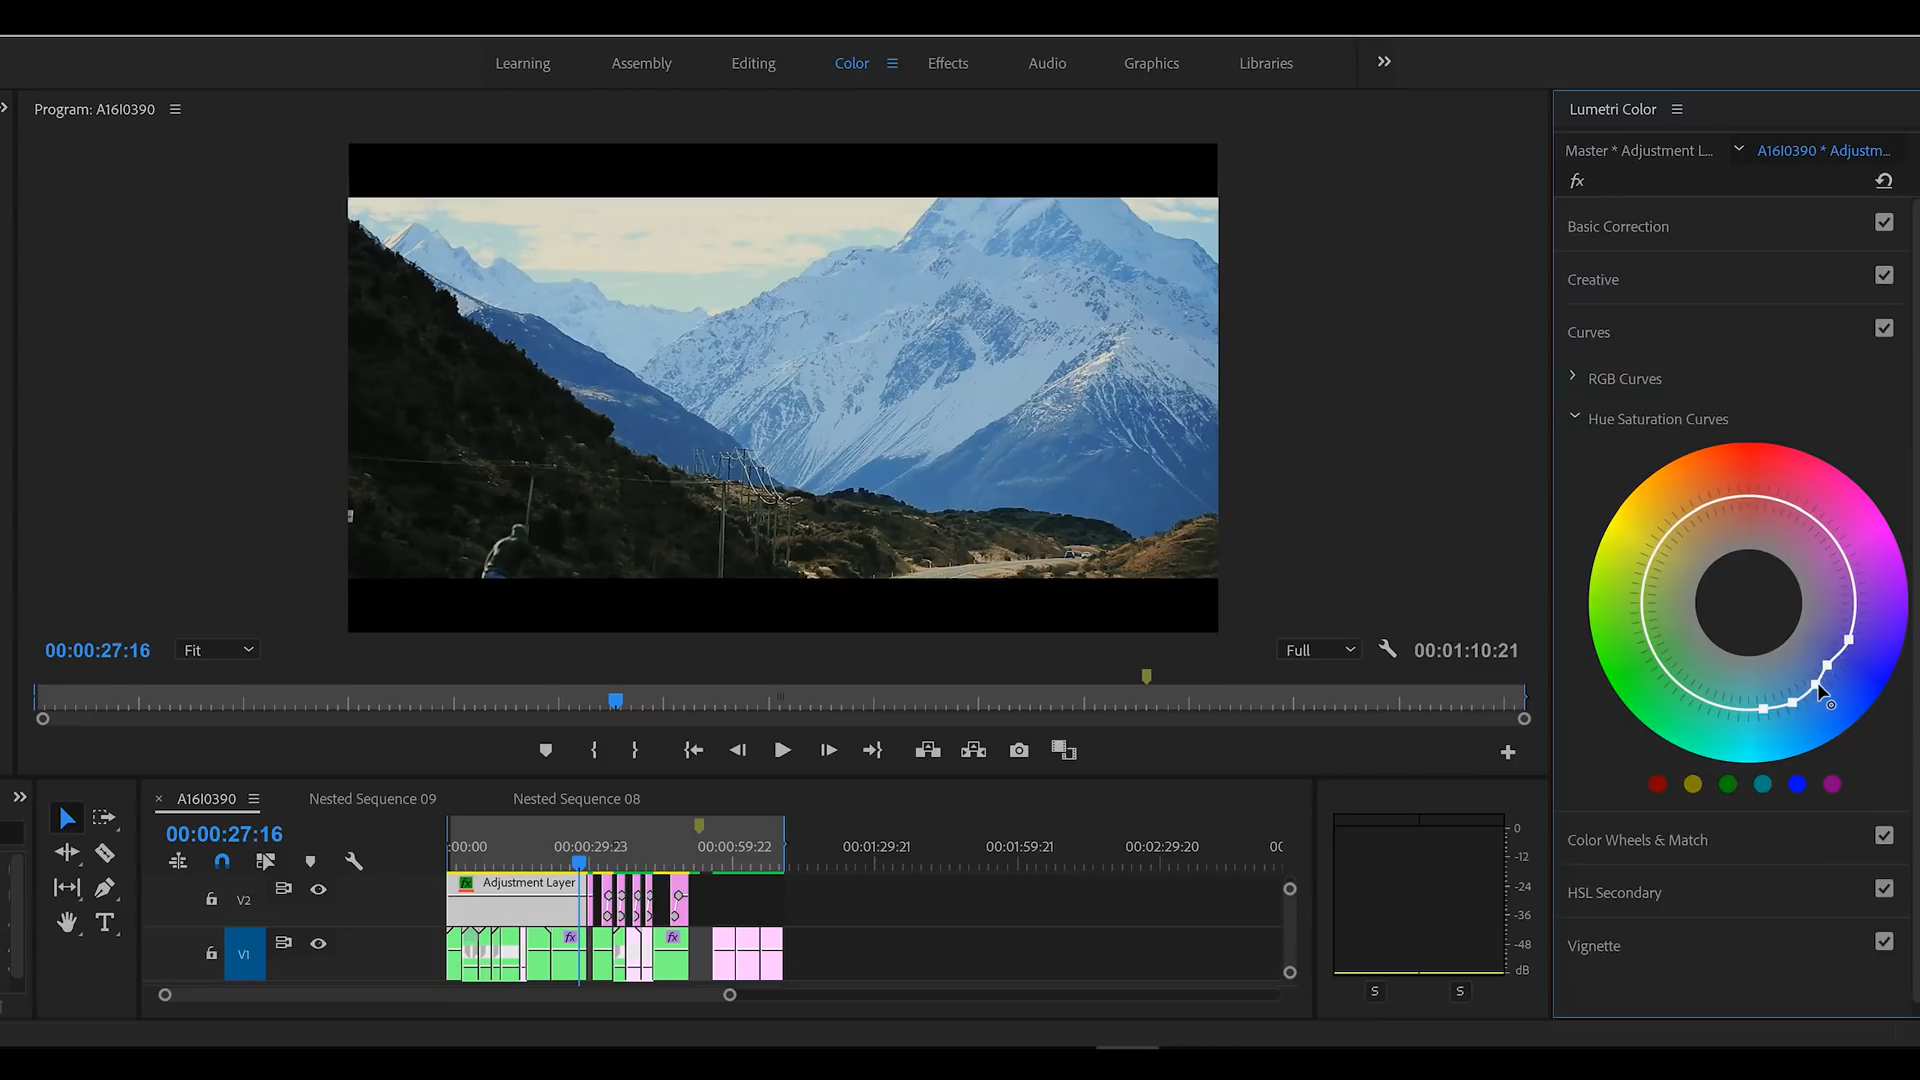 Learning Assembly Editing Color Effects Audio Graphics Libraries
Program: A16I0390
Lumetri Color
Master * Adjustment L... A16I0390 * Adjustm...
fx
Basic Correction
Creative
Curves
RGB Curves
Hue Saturation Curves
00:00:27:16 Fit Full 00:01:10:21
Color Wheels & Match
HSL Secondary
Vignette
× A16I0390 Nested Sequence 09 Nested Sequence 08
00:00:27:16
:00:00 00:00:29:23 00:00:59:22 00:01:29:21 00:01:59:21 00:02:29:20 00
fx Adjustment Layer
V2
V1
fx fx
T
0
-12
-24
-36
-48
dB
S S